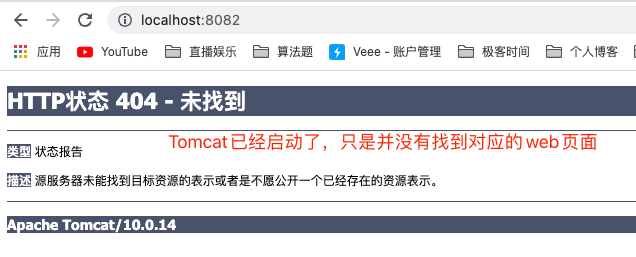 localhost:8082
应用 YouTube 直播娱乐 算法题 Veee - 账户管理 极客时间 个人博客
HTTP状态 404 - 未找到
Tomcat已经启动了，只是并没有找到对应的web页面
类型 状态报告
描述 源服务器未能找到目标资源的表示或者是不愿公开一个已经存在的资源表示。
Apache Tomcat/10.0.14